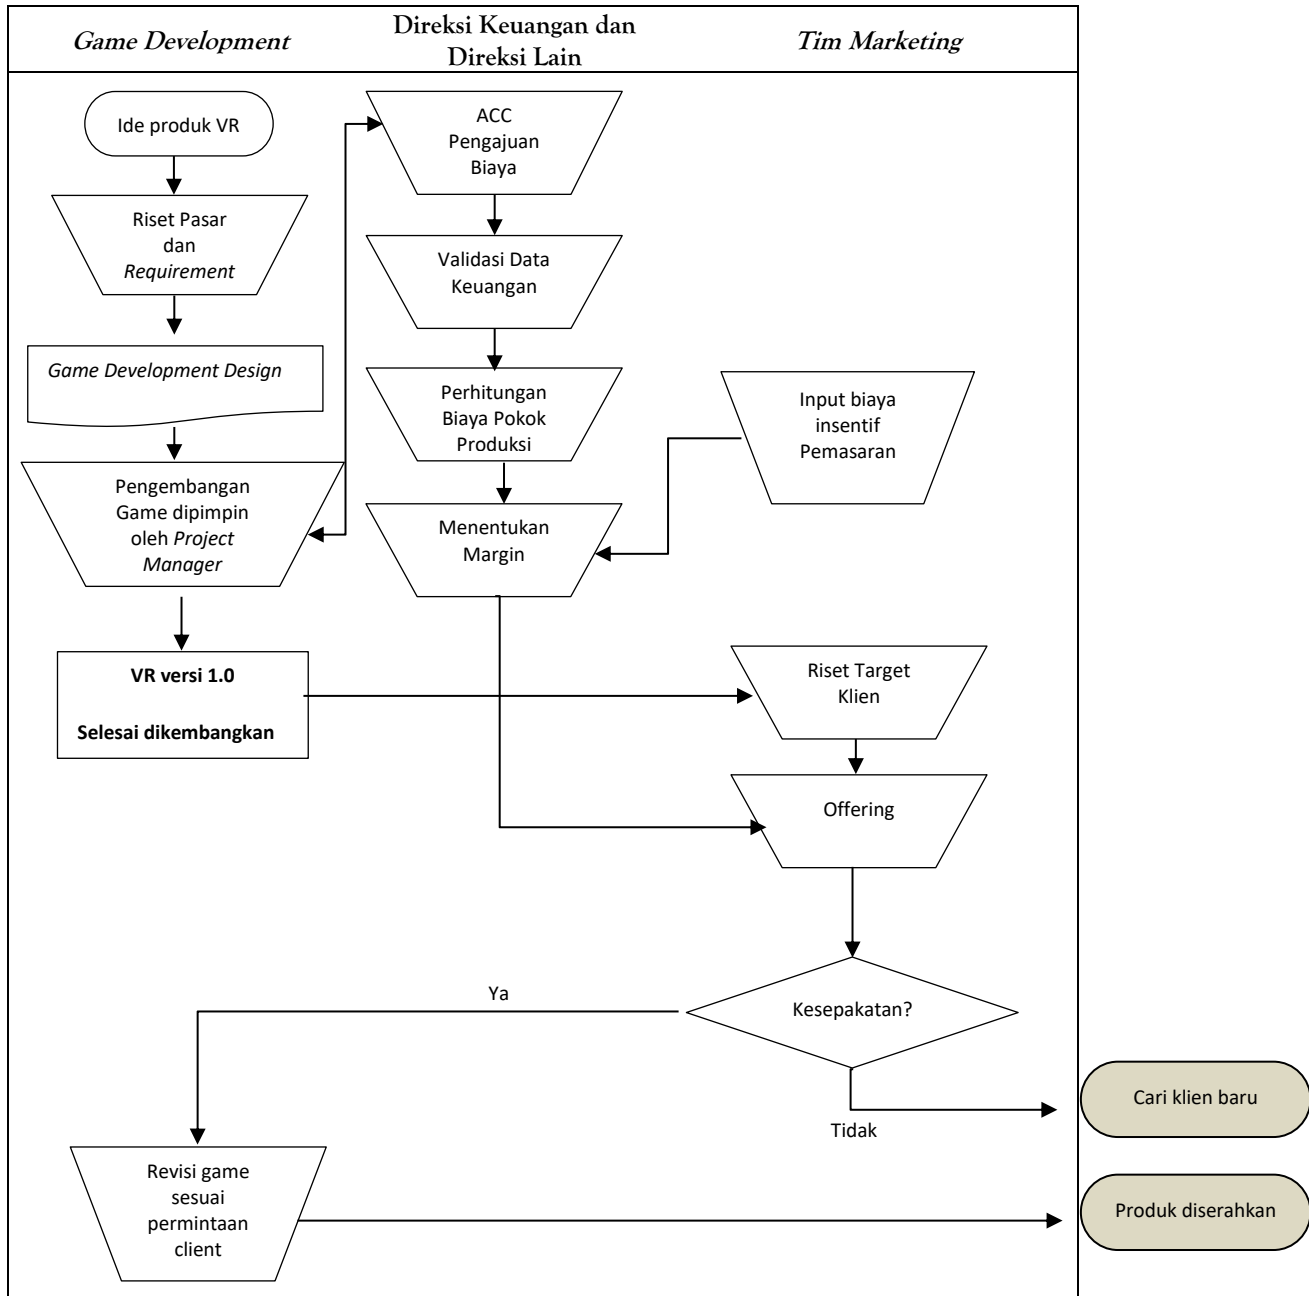 Game Development
Direksi Keuangan dan
Direksi Lain
Tim Marketing
Ide produk VR
Riset Pasar
dan
Requirement
Game Development Design
Pengembangan
Game dipimpin
oleh Project
Manager
VR versi 1.0
Selesai dikembangkan
ACC
Pengajuan
Biaya
Validasi Data
Keuangan
Perhitungan
Biaya Pokok
Produksi
Menentukan
Margin
Input biaya
insentif
Pemasaran
Riset Target
Klien
Offering
Kesepakatan?
Ya
Tidak
Cari klien baru
Revisi game
sesuai
permintaan
client
Produk diserahkan